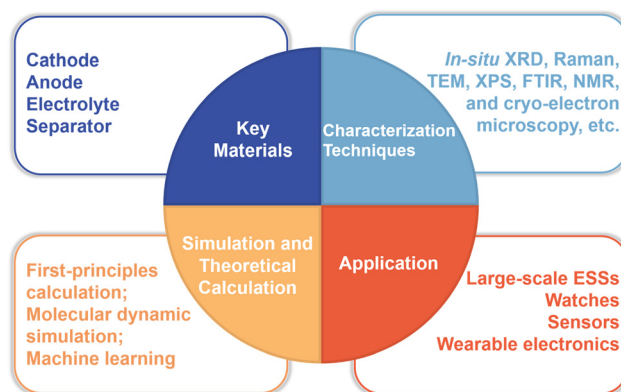 Cathode
Anode
Electrolyte
Separator
In-situ XRD, Raman,
TEM, XPS, FTIR, NMR,
and cryo-electron
microscopy, etc.
Key
Materials
Characterization
Techniques
Simulation and
Theoretical
Calculation
Application
First-principles
calculation;
Molecular dynamic
simulation;
Machine learning
Large-scale ESSs
Watches
Sensors
Wearable electronics